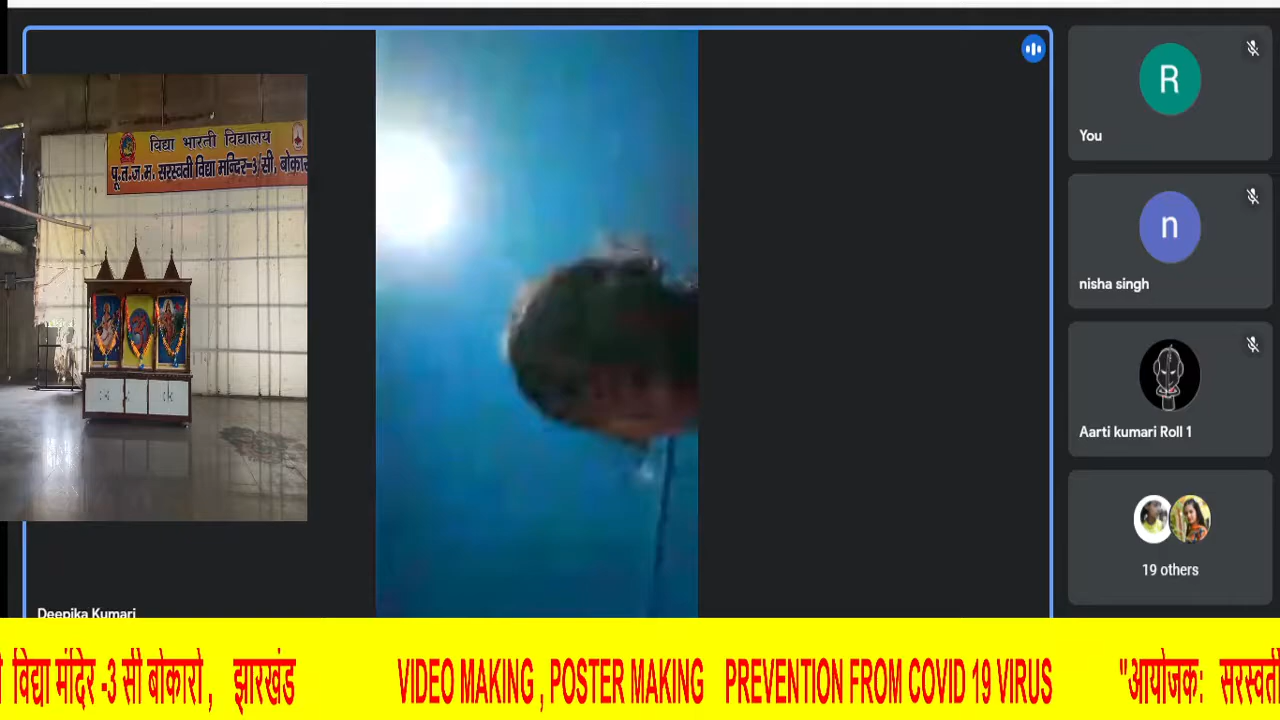 विद्या भारती विद्यालय
पू.त.ज.म. सरस्वती विद्या मन्दिर-3 सी. बोकारो
R
You
n
nisha singh
Aarti kumari Roll 1
19 others
Deepika Kumari
विद्या मंदिर -3 सी बोकारो , झारखंड VIDEO MAKING , POSTER MAKING PREVENTION FROM COVID 19 VIRUS "आयोजक: सरस्वती